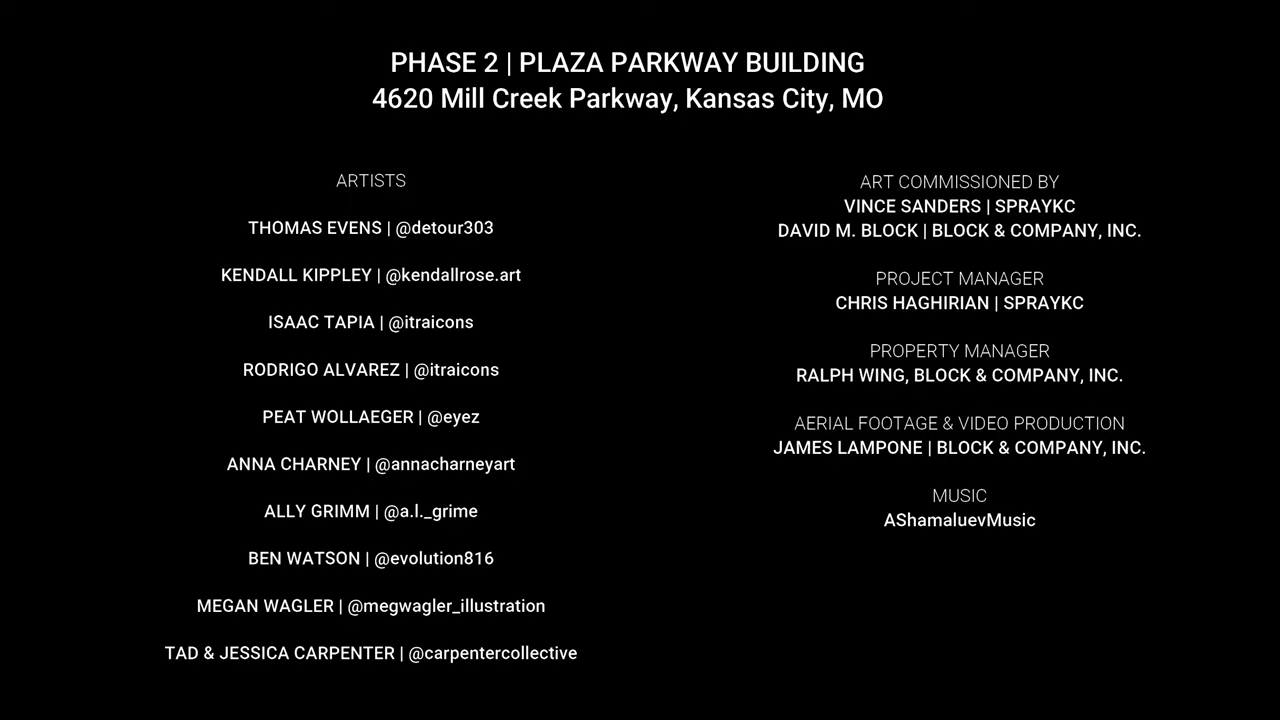 PHASE 2 | PLAZA PARKWAY BUILDING
4620 Mill Creek Parkway, Kansas City, MO
ARTISTS
THOMAS EVENS | @detour303
KENDALL KIPPLEY | @kendallrose.art
ISAAC TAPIA | @itraicons
RODRIGO ALVAREZ | @itraicons
PEAT WOLLAEGER | @eyez
ANNA CHARNEY | @annacharneyart
ALLY GRIMM | @a.l._grime
BEN WATSON | @evolution816
MEGAN WAGLER | @megwagler_illustration
TAD & JESSICA CARPENTER | @carpentercollective
ART COMMISSIONED BY
VINCE SANDERS | SPRAYKC
DAVID M. BLOCK | BLOCK & COMPANY, INC.
PROJECT MANAGER
CHRIS HAGHIRIAN | SPRAYKC
PROPERTY MANAGER
RALPH WING, BLOCK & COMPANY, INC.
AERIAL FOOTAGE & VIDEO PRODUCTION
JAMES LAMPONE | BLOCK & COMPANY, INC.
MUSIC
AShamaluevMusic